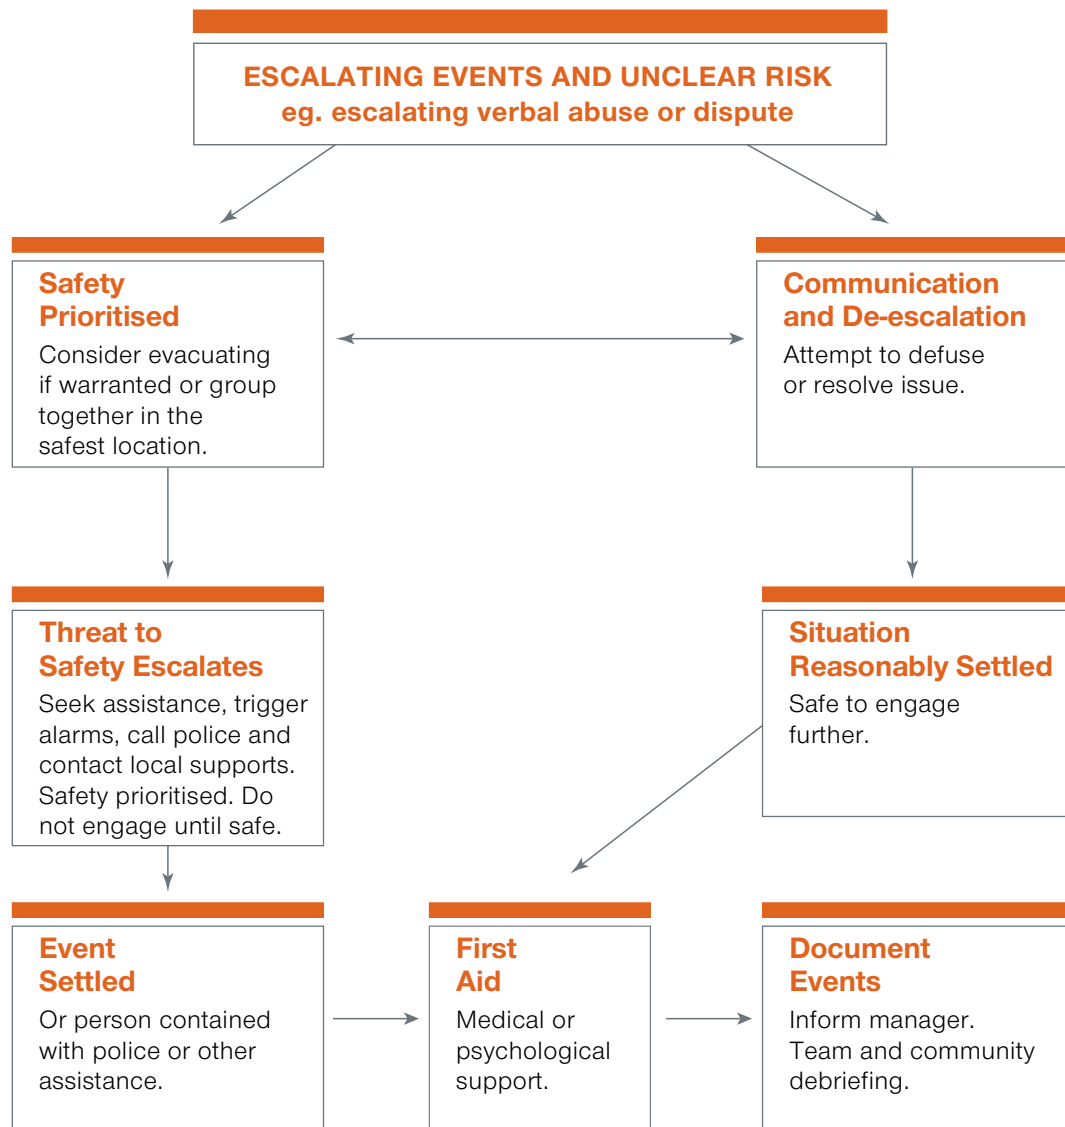 ESCALATING EVENTS AND UNCLEAR RISK
eg. escalating verbal abuse or dispute
Safety
Prioritised
Consider evacuating
if warranted or group
together in the
safest location.
Communication
and De-escalation
Attempt to defuse
or resolve issue.
Threat to
Safety Escalates
Seek assistance, trigger
alarms, call police and
contact local supports.
Safety prioritised. Do
not engage until safe.
Situation
Reasonably Settled
Safe to engage
further.
Event
Settled
Or person contained
with police or other
assistance.
First
Aid
Medical or
psychological
support.
Document
Events
Inform manager.
Team and community
debriefing.